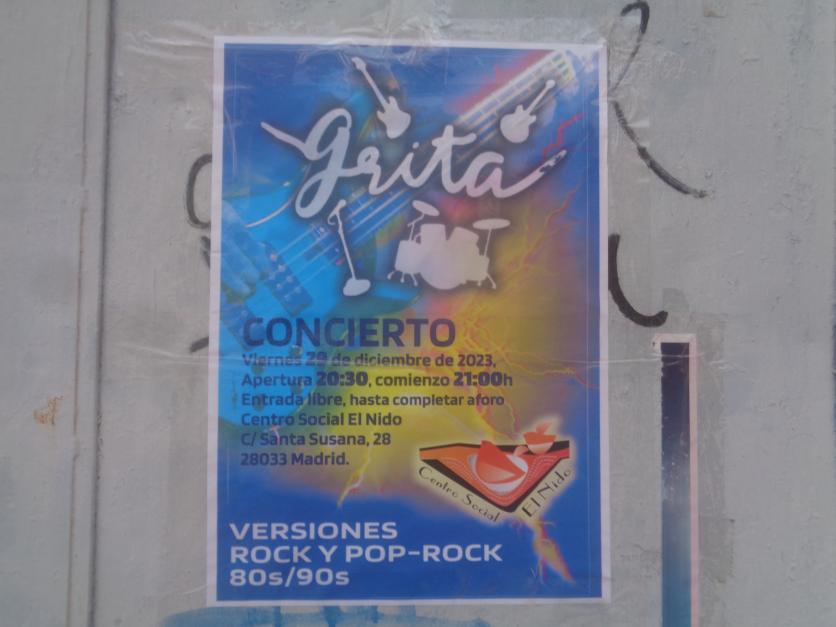 grita
CONCIERTO
Viernes 29 de diciembre de 2023,
Apertura 20:30, comienzo 21:00h
Entrada libre, hasta completar aforo
Centro Social El Nido
C/ Santa Susana, 28
28033 Madrid.
Centro Social El Nido
VERSIONES
ROCK Y POP-ROCK
80s/90s